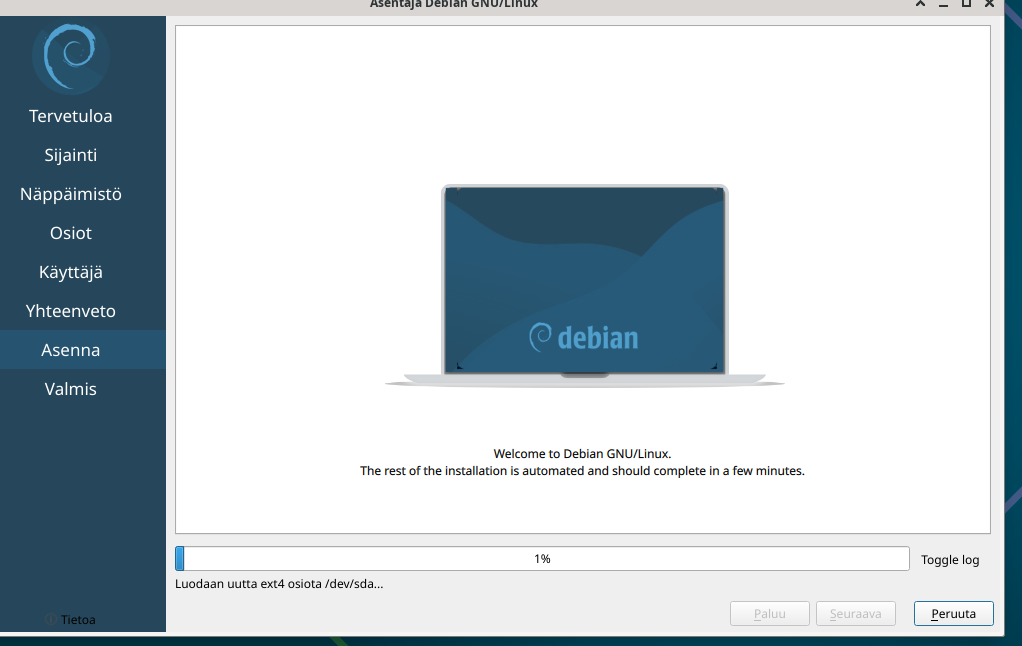 Asentaja Debian GNU/Linux
Tervetuloa
Sijainti
Näppäimistö
Osiot
Käyttäjä
Yhteenveto
Asenna
Valmis
debian
Welcome to Debian GNU/Linux.
The rest of the installation is automated and should complete in a few minutes.
1%
Toggle log
Luodaan uutta ext4 osiota /dev/sda...
Tietoa
Paluu
Seuraava
Peruuta